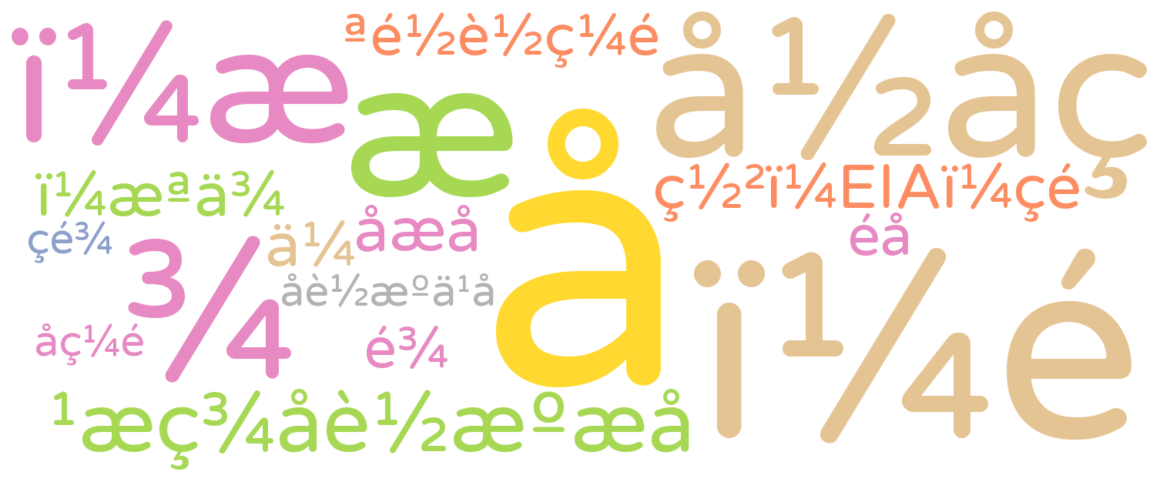 ï¼æ
ªé½è½ç¼é
å½åç
æ
å
ï¼æªä¾
ç½²ï¼EIAï¼çé
çé¾
¾
ä¼
åæå
éå
åè½æºä¹å
ï¼é
åç¼é
é¾
¹æç¾åè½æºæå